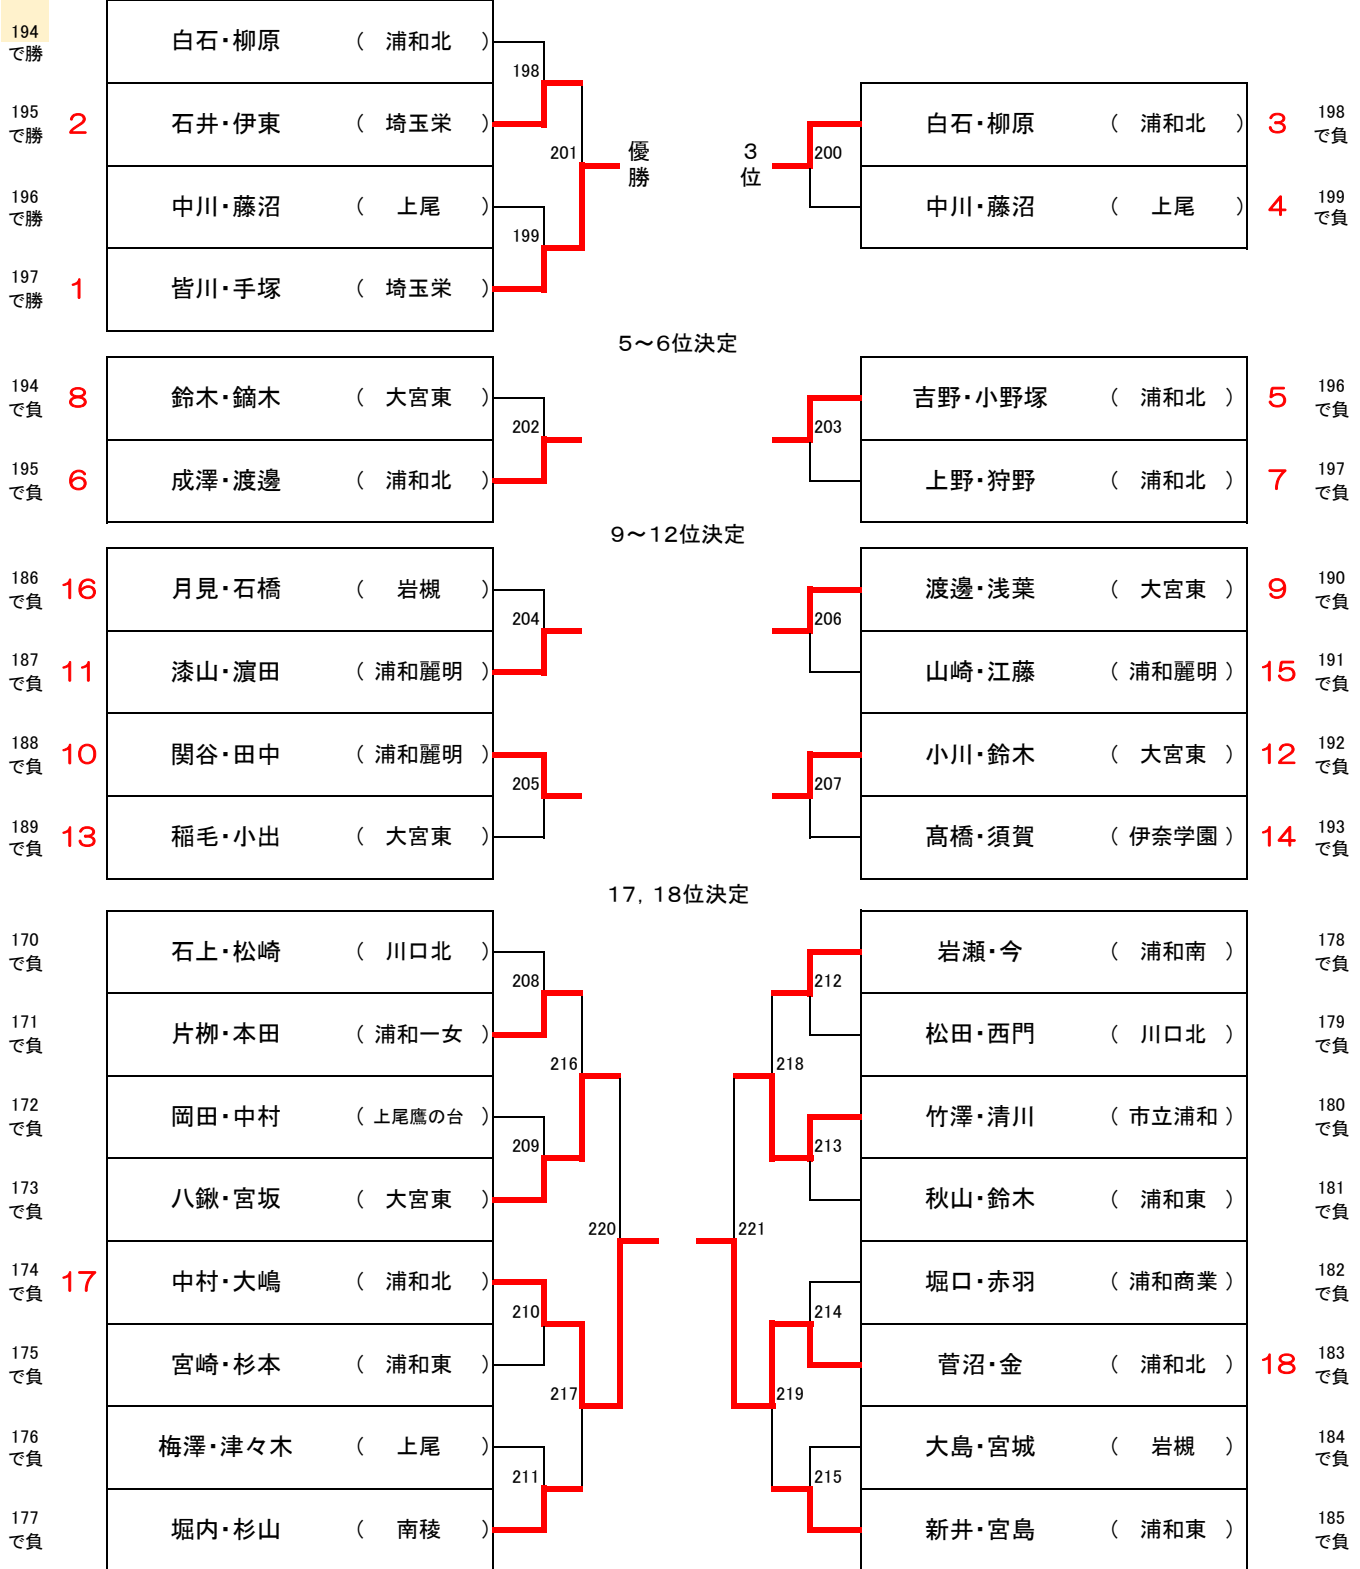 194
で勝
白石・柳原 ( 浦和北 )
198
195
で勝
2 石井・伊東 ( 埼玉栄 )
201
優勝
196
で勝
中川・藤沼 ( 上尾 )
199
197
で勝
1 皆川・手塚 ( 埼玉栄 )
3位
200
白石・柳原 ( 浦和北 ) 3
198
で負
中川・藤沼 ( 上尾 ) 4
199
で負
5～6位決定
194
で負
8 鈴木・鏑木 ( 大宮東 )
202
195
で負
6 成澤・渡邊 ( 浦和北 )
203
吉野・小野塚 ( 浦和北 ) 5
196
で負
上野・狩野 ( 浦和北 ) 7
197
で負
9～12位決定
186
で負
16 月見・石橋 ( 岩槻 )
204
187
で負
11 漆山・濵田 ( 浦和麗明 )
188
で負
10 関谷・田中 ( 浦和麗明 )
205
189
で負
13 稲毛・小出 ( 大宮東 )
206
渡邊・浅葉 ( 大宮東 ) 9
190
で負
山崎・江藤 ( 浦和麗明 ) 15
191
で負
207
小川・鈴木 ( 大宮東 ) 12
192
で負
髙橋・須賀 ( 伊奈学園 ) 14
193
で負
17，18位決定
170
で負
石上・松崎 ( 川口北 )
208
171
で負
片栁・本田 ( 浦和一女 )
216
172
で負
岡田・中村 ( 上尾鷹の台 )
209
173
で負
八鍬・宮坂 ( 大宮東 )
220
174
で負
17 中村・大嶋 ( 浦和北 )
210
175
で負
宮崎・杉本 ( 浦和東 )
217
176
で負
梅澤・津々木 ( 上尾 )
211
177
で負
堀内・杉山 ( 南稜 )
212
岩瀬・今 ( 浦和南 )
178
で負
松田・西門 ( 川口北 )
179
で負
218
竹澤・清川 ( 市立浦和 )
180
で負
213
秋山・鈴木 ( 浦和東 )
181
で負
221
堀口・赤羽 ( 浦和商業 )
182
で負
214
菅沼・金 ( 浦和北 ) 18
183
で負
219
大島・宮城 ( 岩槻 )
184
で負
215
新井・宮島 ( 浦和東 )
185
で負